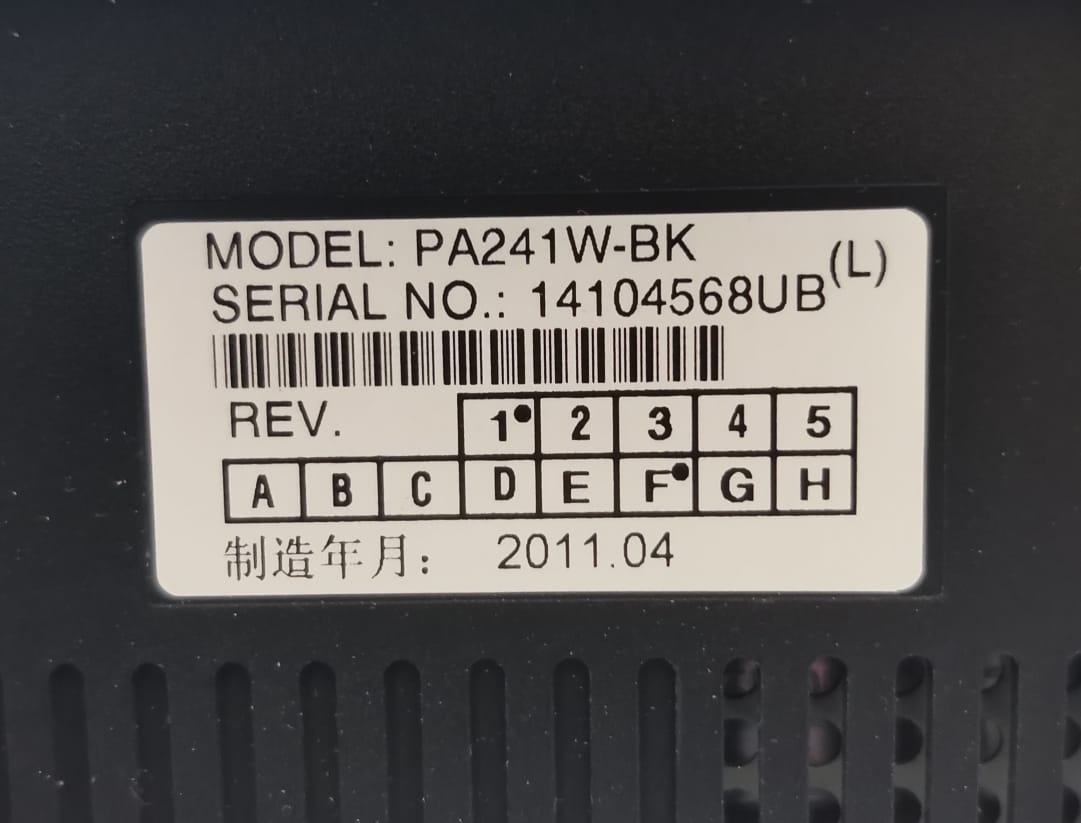 MODEL: PA241W-BK
SERIAL NO.: 14104568UB(L)
REV. 1• 2 3 4 5
A B C D E F• G H
制造年月: 2011.04